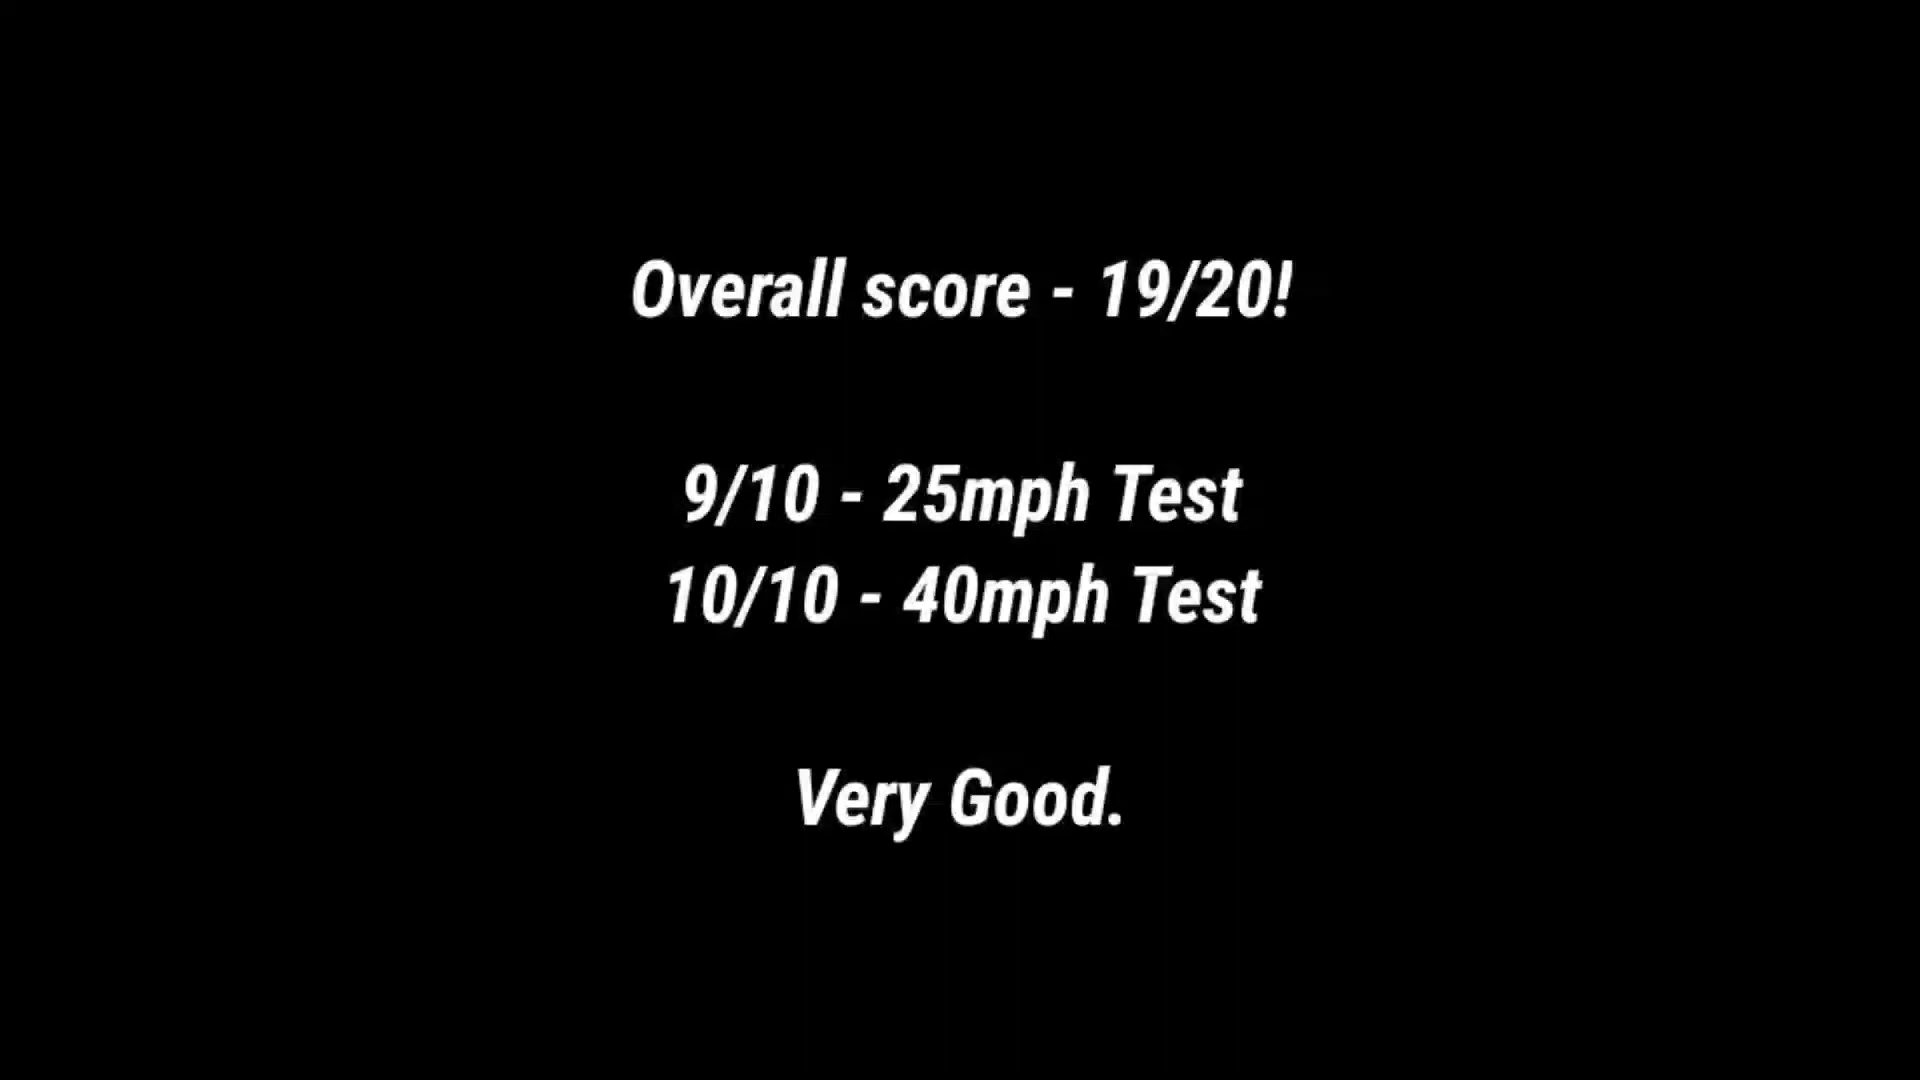 Overall score - 19/20!
9/10 - 25mph Test
10/10 - 40mph Test
Very Good.